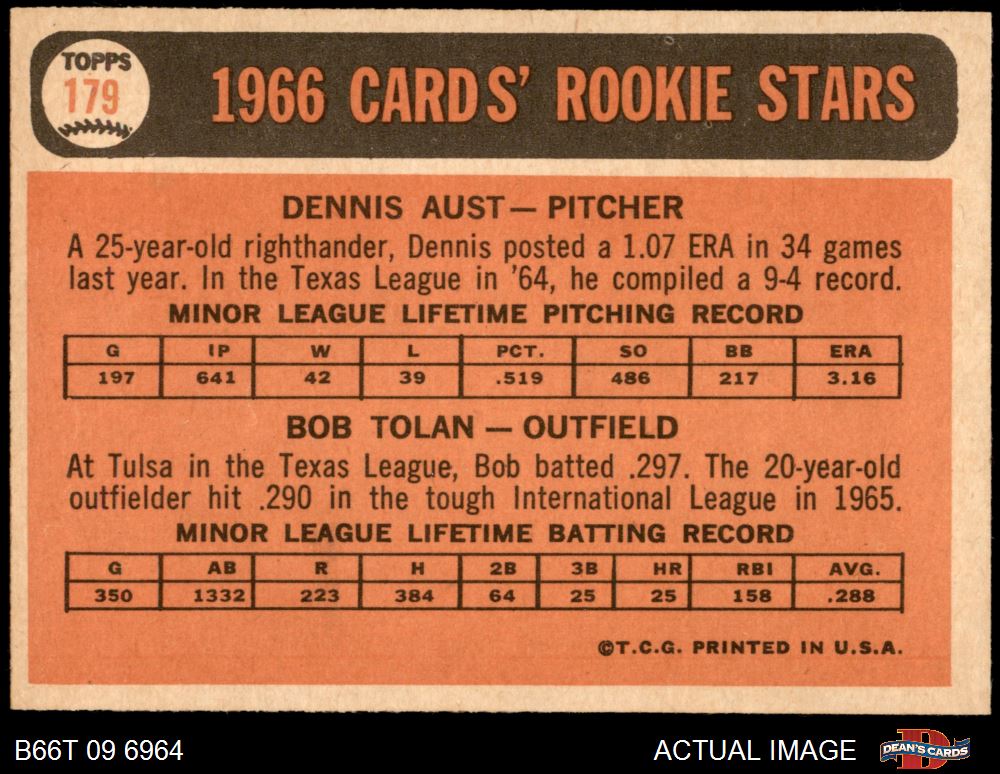 TOPPS
179
1966 CARDS' ROOKIE STARS
DENNIS AUST — PITCHER
A 25-year-old righthander, Dennis posted a 1.07 ERA in 34 games
last year. In the Texas League in '64, he compiled a 9-4 record.
MINOR LEAGUE LIFETIME PITCHING RECORD
G IP W L PCT. SO BB ERA
197 641 42 39 .519 486 217 3.16
BOB TOLAN — OUTFIELD
At Tulsa in the Texas League, Bob batted .297. The 20-year-old
outfielder hit .290 in the tough International League in 1965.
MINOR LEAGUE LIFETIME BATTING RECORD
G AB R H 2B 3B HR RBI AVG.
350 1332 223 384 64 25 25 158 .288
©T.C.G. PRINTED IN U.S.A.
B66T 09 6964 ACTUAL IMAGE DEAN'S CARDS